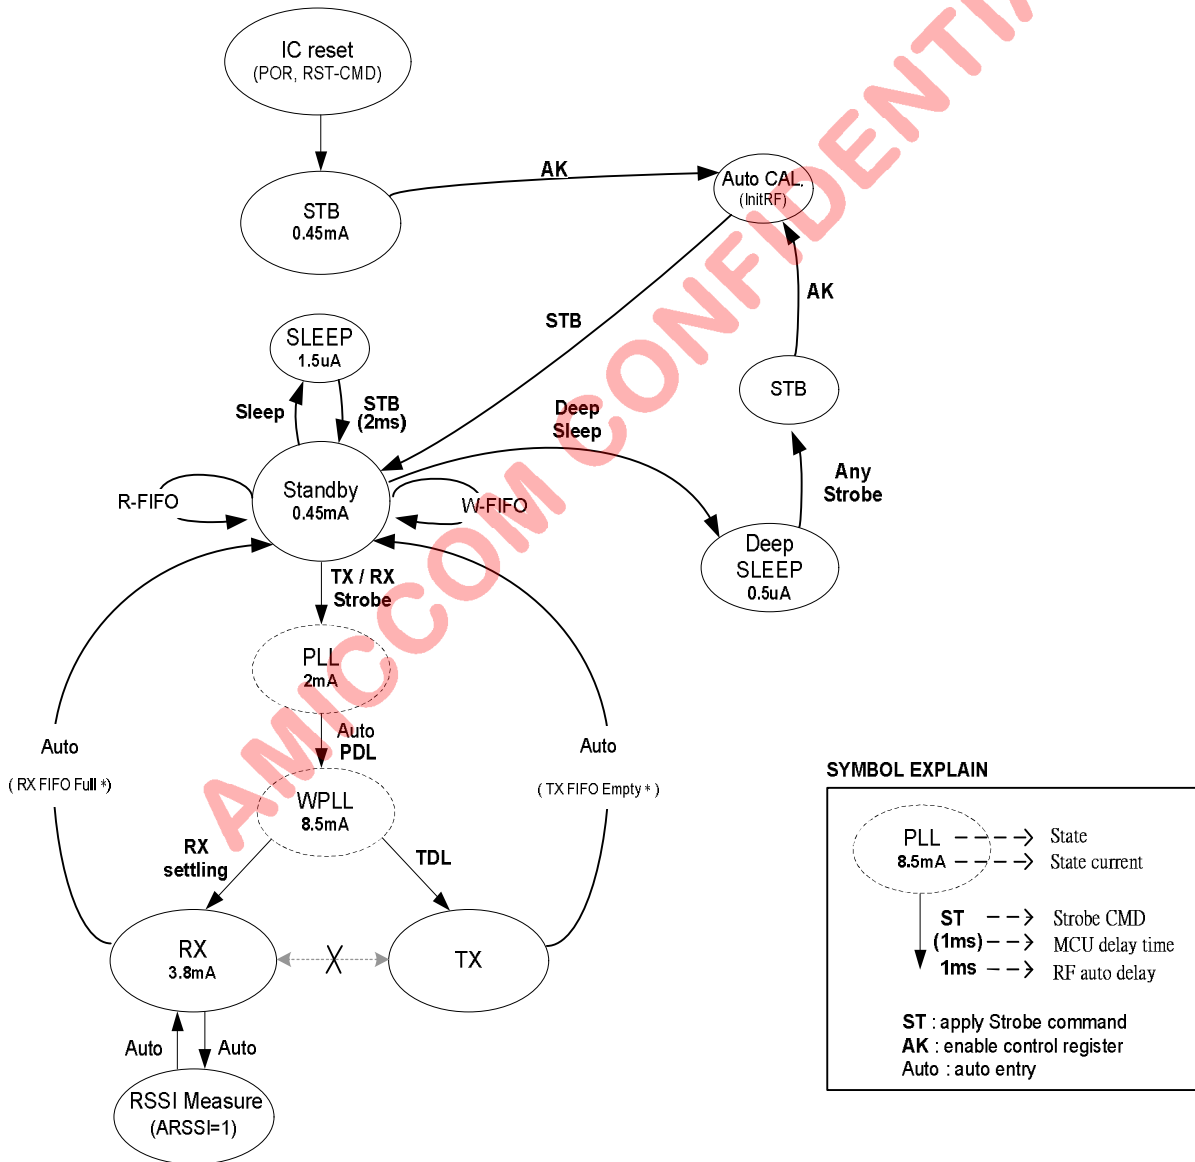 IC reset
(POR, RST-CMD)
STB
0.45mA
AK
Auto CAL.
(InitRF)
AK
STB
SLEEP
1.5uA
Sleep
STB
(2ms)
Deep
Sleep
STB
Any
Strobe
R-FIFO
Standby
0.45mA
W-FIFO
Deep
SLEEP
0.5uA
TX / RX
Strobe
PLL
2mA
Auto
PDL
Auto
( RX FIFO Full *)
Auto
( TX FIFO Empty * )
WPLL
8.5mA
RX
settling
TDL
RX
3.8mA
X
TX
Auto
Auto
RSSI Measure
(ARSSI=1)
SYMBOL EXPLAIN
PLL
State
8.5mA
State current
ST
Strobe CMD
(1ms)
MCU delay time
1ms
RF auto delay
ST : apply Strobe command
AK : enable control register
Auto : auto entry
AMICCOM CONFIDENTIA